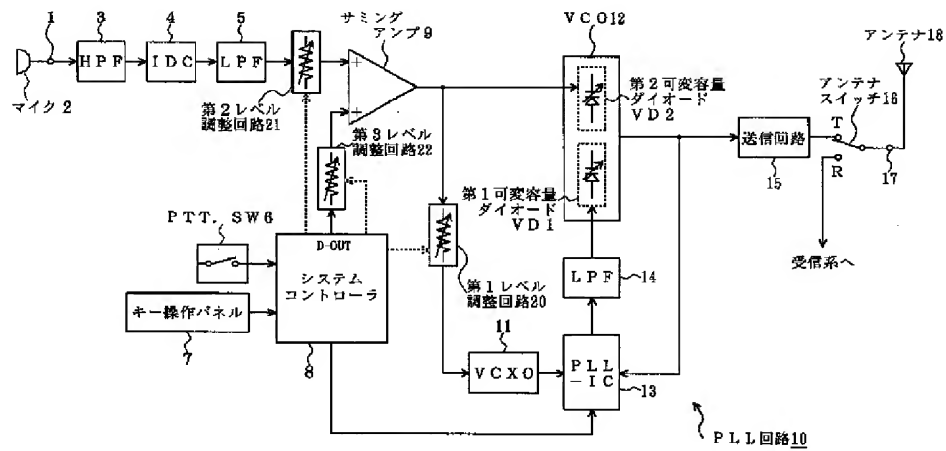 1
マイク2
3
HPF
4
IDC
5
LPF
第2レベル
調整回路21
サミング
アンプ9
第3レベル
調整回路22
VCO12
第2可変容量
ダイオード
VD2
第1可変容量
ダイオード
VD1
送信回路
15
アンテナ18
アンテナ
スイッチ16
T
R
17
受信系へ
PTT. SW6
キー操作パネル
7
D-OUT
システム
コントローラ
8
第1レベル
調整回路20
11
VCXO
LPF
14
PLL
-IC
13
PLL回路10